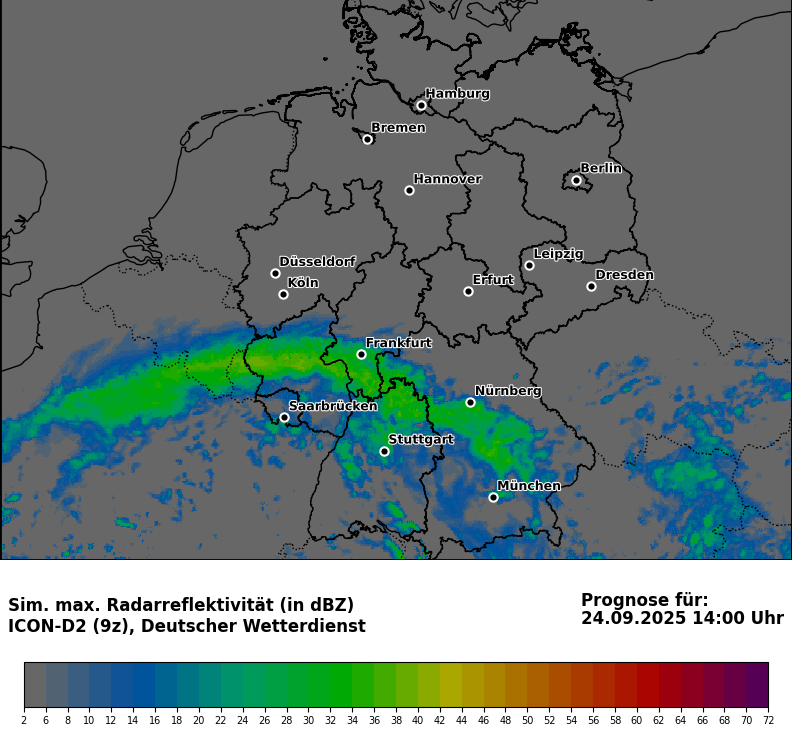 Hamburg
Bremen
Berlin
Hannover
Düsseldorf
Leipzig
Köln
Erfurt
Dresden
Frankfurt
Nürnberg
Saarbrücken
Stuttgart
München
Sim. max. Radarreflektivität (in dBZ)
ICON-D2 (9z), Deutscher Wetterdienst
Prognose für:
24.09.2025 14:00 Uhr
2 6 8 10 12 14 16 18 20 22 24 26 28 30 32 34 36 38 40 42 44 46 48 50 52 54 56 58 60 62 64 66 68 70 72